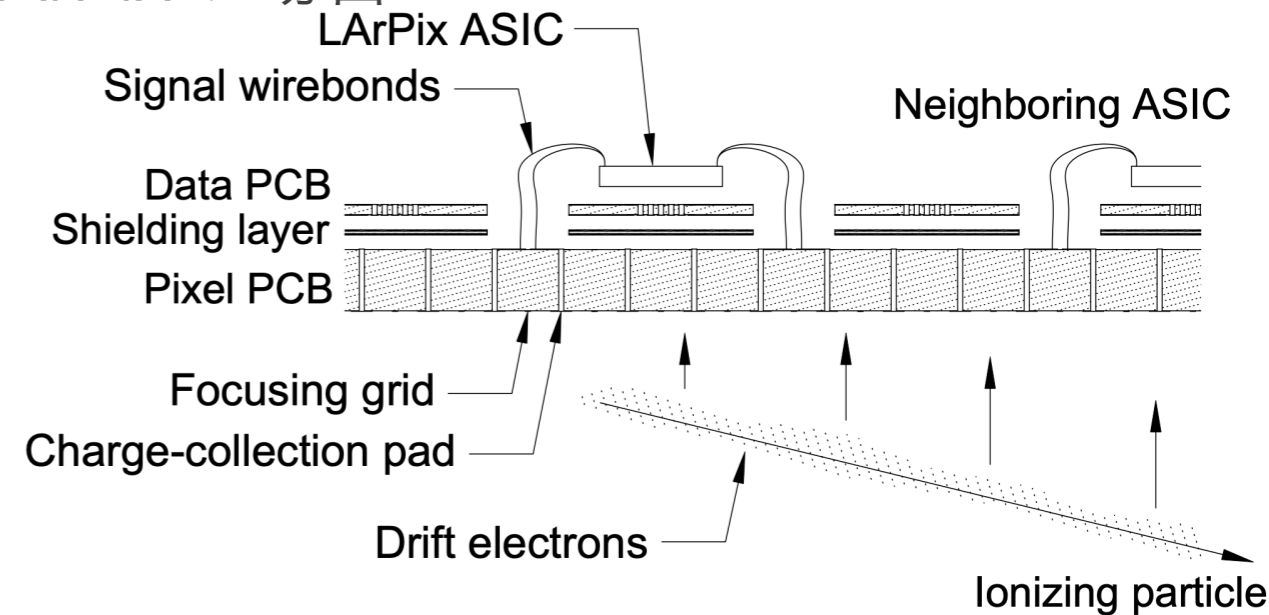 LArPix ASIC
Signal wirebonds
Neighboring ASIC
Data PCB
Shielding layer
Pixel PCB
Focusing grid
Charge-collection pad
Drift electrons
Ionizing particle